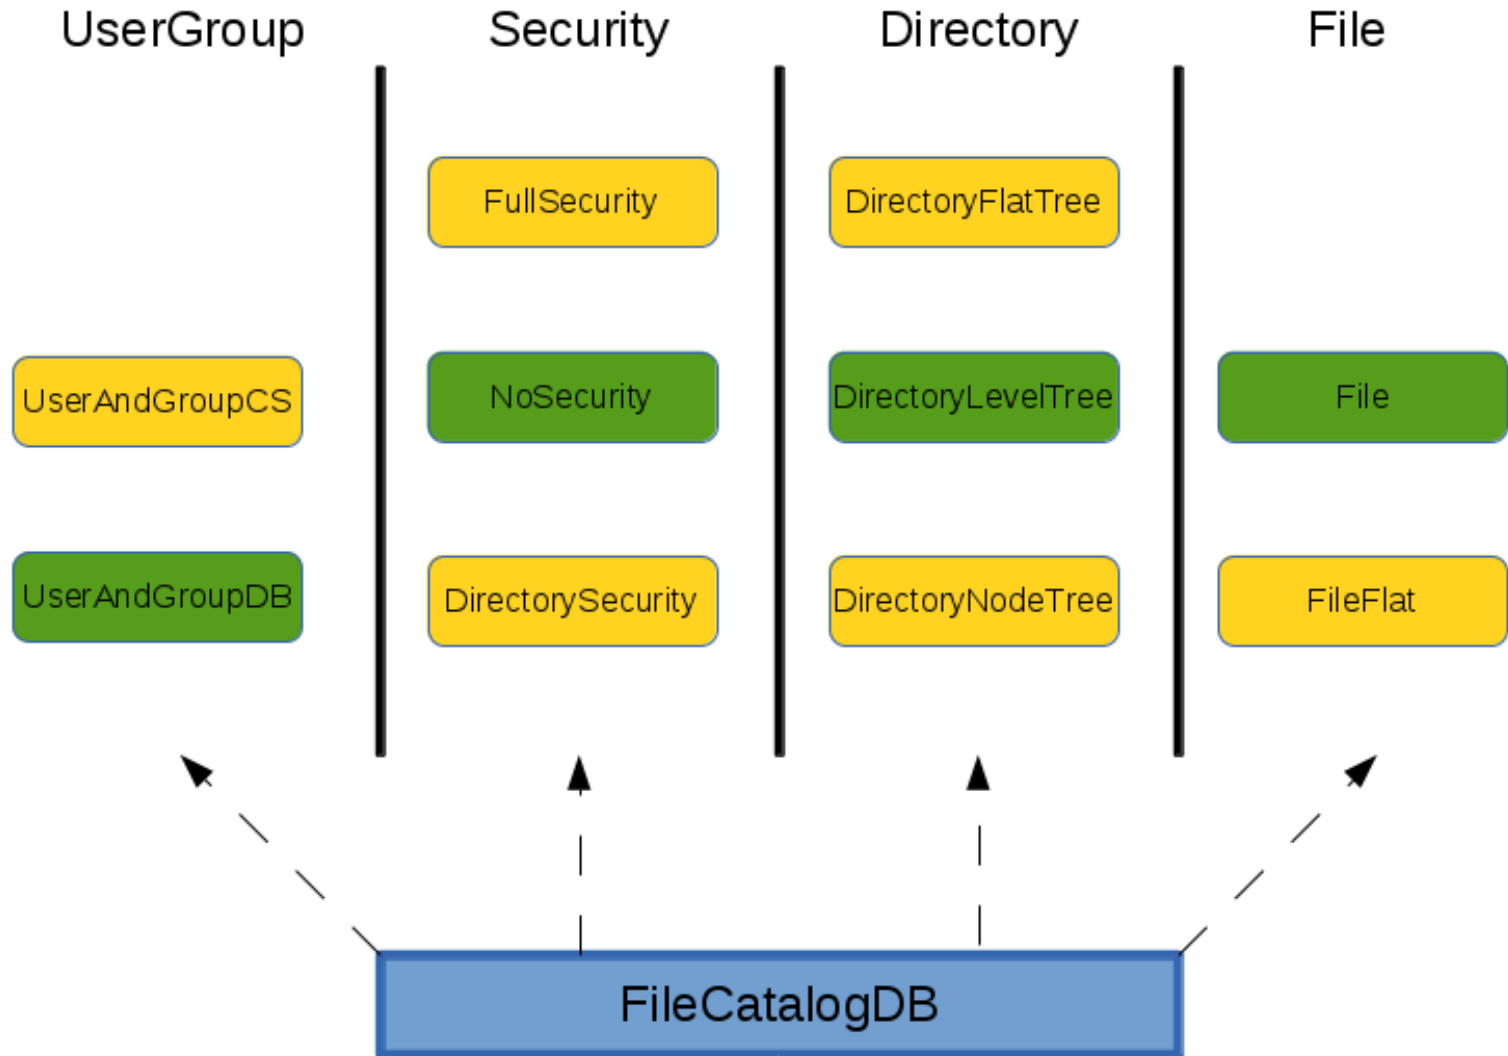 UserGroup
Security
Directory
File
FullSecurity
DirectoryFlatTree
UserAndGroupCS
NoSecurity
DirectoryLevelTree
File
UserAndGroupDB
DirectorySecurity
DirectoryNodeTree
FileFlat
FileCatalogDB